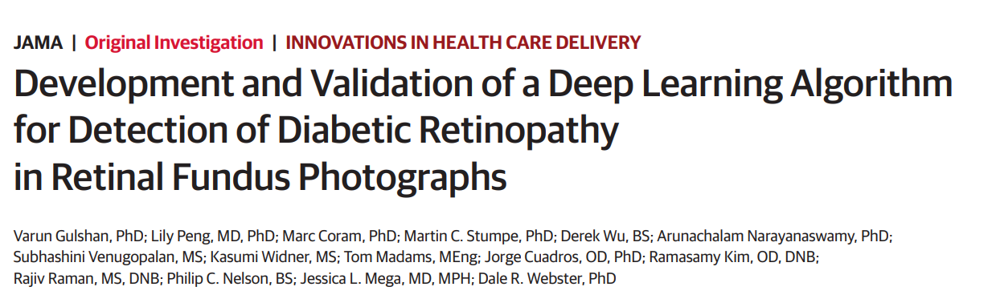 JAMA | Original Investigation | INNOVATIONS IN HEALTH CARE DELIVERY
Development and Validation of a Deep Learning Algorithm
for Detection of Diabetic Retinopathy
in Retinal Fundus Photographs
Varun Gulshan, PhD; Lily Peng, MD, PhD; Marc Coram, PhD; Martin C. Stumpe, PhD; Derek Wu, BS; Arunachalam Narayanaswamy, PhD;
Subhashini Venugopalan, MS; Kasumi Widner, MS; Tom Madams, MEng; Jorge Cuadros, OD, PhD; Ramasamy Kim, OD, DNB;
Rajiv Raman, MS, DNB; Philip C. Nelson, BS; Jessica L. Mega, MD, MPH; Dale R. Webster, PhD